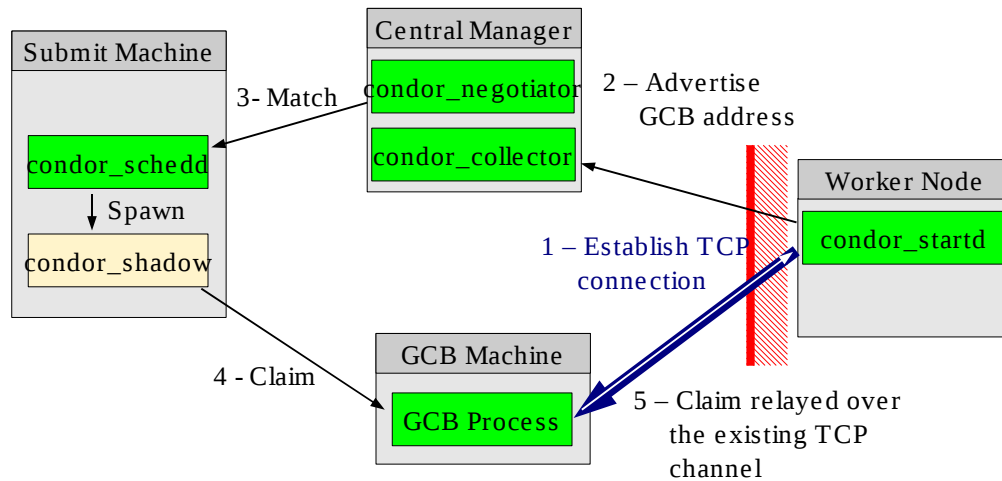 Submit Machine
condor_schedd
Spawn
condor_shadow
3- Match
Central Manager
condor_negotiator
condor_collector
2 – Advertise
GCB address
Worker Node
condor_startd
1 – Establish TCP
connection
4 - Claim
GCB Machine
GCB Process
5 – Claim relayed over
the existing TCP
channel